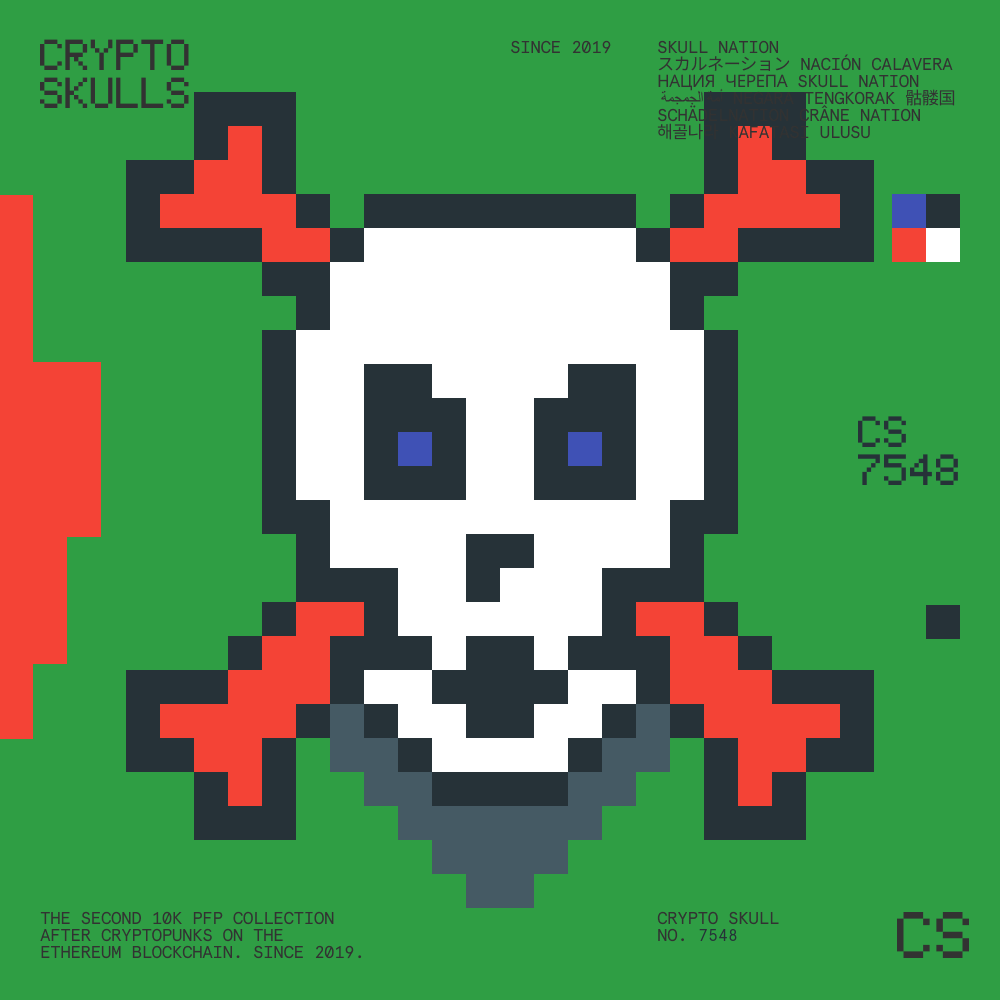 CRYPTO
SKULLS
SINCE 2019
SKULL NATION
スカルネーション NACIÓN CALAVERA
НАЦИЯ ЧЕРЕПА SKULL NATION
TENGKORAK 骷髅国
CRÂNE NATION
ULUSU
CS
7548
THE SECOND 10K PFP COLLECTION
AFTER CRYPTOPUNKS ON THE
ETHEREUM BLOCKCHAIN. SINCE 2019.
CRYPTO SKULL
NO. 7548
CS